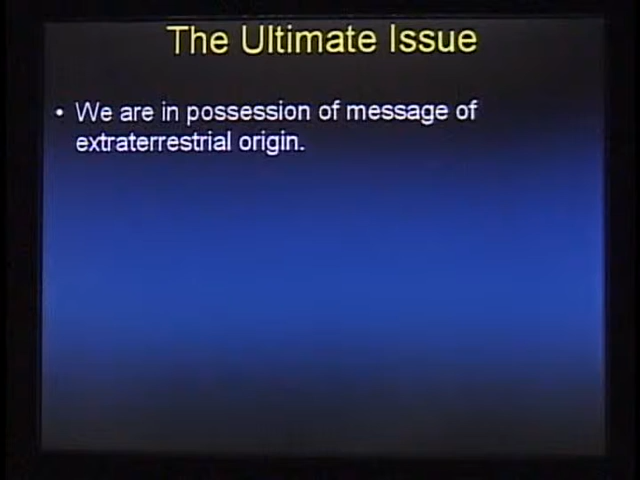 The Ultimate Issue
• We are in possession of message of
extraterrestrial origin.